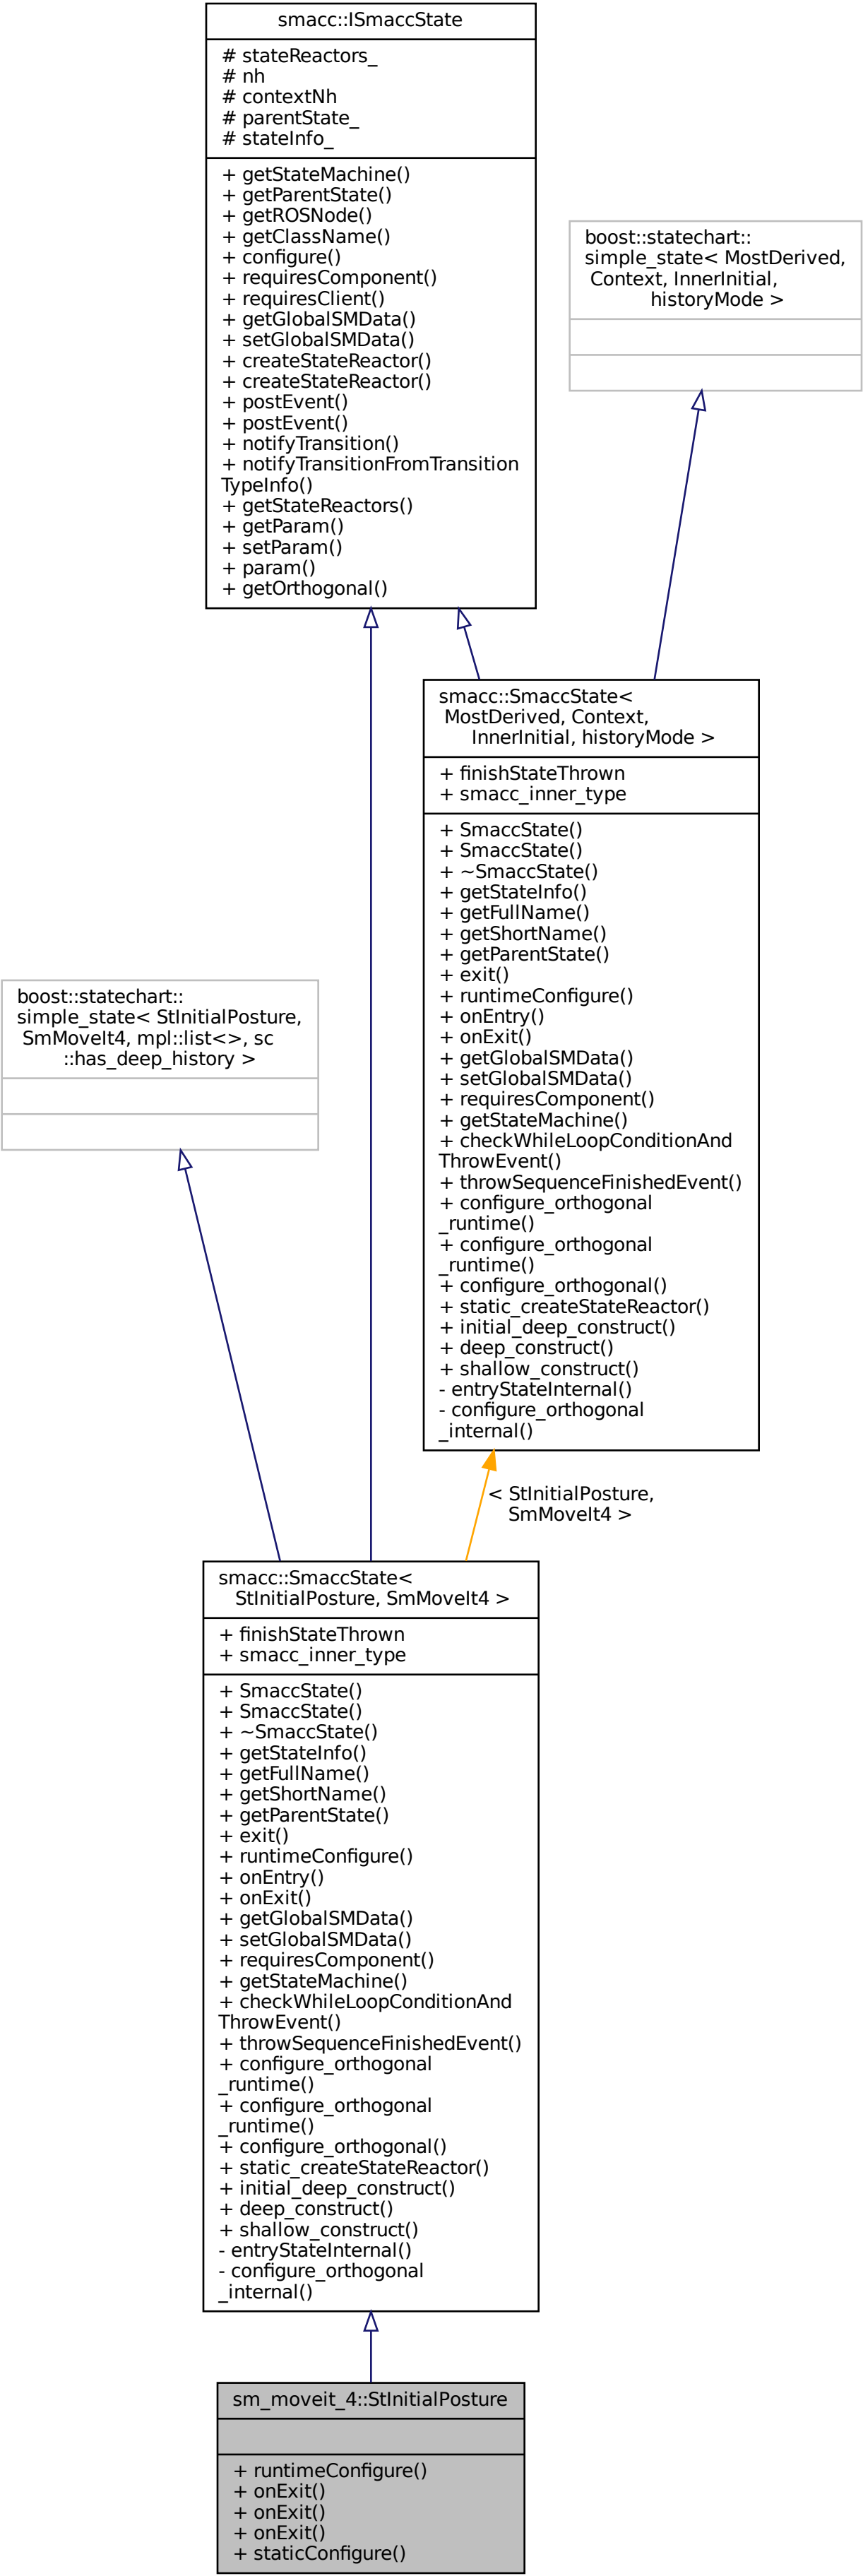 smacc::ISmaccState
# stateReactors_
# nh
# contextNh
# parentState_
# stateInfo_
+ getStateMachine()
+ getParentState()
+ getROSNode()
+ getClassName()
+ configure()
+ requiresComponent()
+ requiresClient()
+ getGlobalSMData()
+ setGlobalSMData()
+ createStateReactor()
+ createStateReactor()
+ postEvent()
+ postEvent()
+ notifyTransition()
+ notifyTransitionFromTransition
TypeInfo()
+ getStateReactors()
+ getParam()
+ setParam()
+ param()
+ getOrthogonal()
boost::statechart::
simple_state< MostDerived,
Context, InnerInitial,
historyMode >
smacc::SmaccState<
MostDerived, Context,
InnerInitial, historyMode >
+ finishStateThrown
+ smacc_inner_type
+ SmaccState()
+ SmaccState()
+ ~SmaccState()
+ getStateInfo()
+ getFullName()
+ getShortName()
+ getParentState()
+ exit()
+ runtimeConfigure()
+ onEntry()
+ onExit()
+ getGlobalSMData()
+ setGlobalSMData()
+ requiresComponent()
+ getStateMachine()
+ checkWhileLoopConditionAnd
ThrowEvent()
+ throwSequenceFinishedEvent()
+ configure_orthogonal
_runtime()
+ configure_orthogonal
_runtime()
+ configure_orthogonal()
+ static_createStateReactor()
+ initial_deep_construct()
+ deep_construct()
+ shallow_construct()
- entryStateInternal()
- configure_orthogonal
_internal()
boost::statechart::
simple_state< StInitialPosture,
SmMoveIt4, mpl::list<>, sc
::has_deep_history >
< StInitialPosture,
SmMoveIt4 >
smacc::SmaccState<
StInitialPosture, SmMoveIt4 >
+ finishStateThrown
+ smacc_inner_type
+ SmaccState()
+ SmaccState()
+ ~SmaccState()
+ getStateInfo()
+ getFullName()
+ getShortName()
+ getParentState()
+ exit()
+ runtimeConfigure()
+ onEntry()
+ onExit()
+ getGlobalSMData()
+ setGlobalSMData()
+ requiresComponent()
+ getStateMachine()
+ checkWhileLoopConditionAnd
ThrowEvent()
+ throwSequenceFinishedEvent()
+ configure_orthogonal
_runtime()
+ configure_orthogonal
_runtime()
+ configure_orthogonal()
+ static_createStateReactor()
+ initial_deep_construct()
+ deep_construct()
+ shallow_construct()
- entryStateInternal()
- configure_orthogonal
_internal()
sm_moveit_4::StInitialPosture
+ runtimeConfigure()
+ onExit()
+ onExit()
+ onExit()
+ staticConfigure()